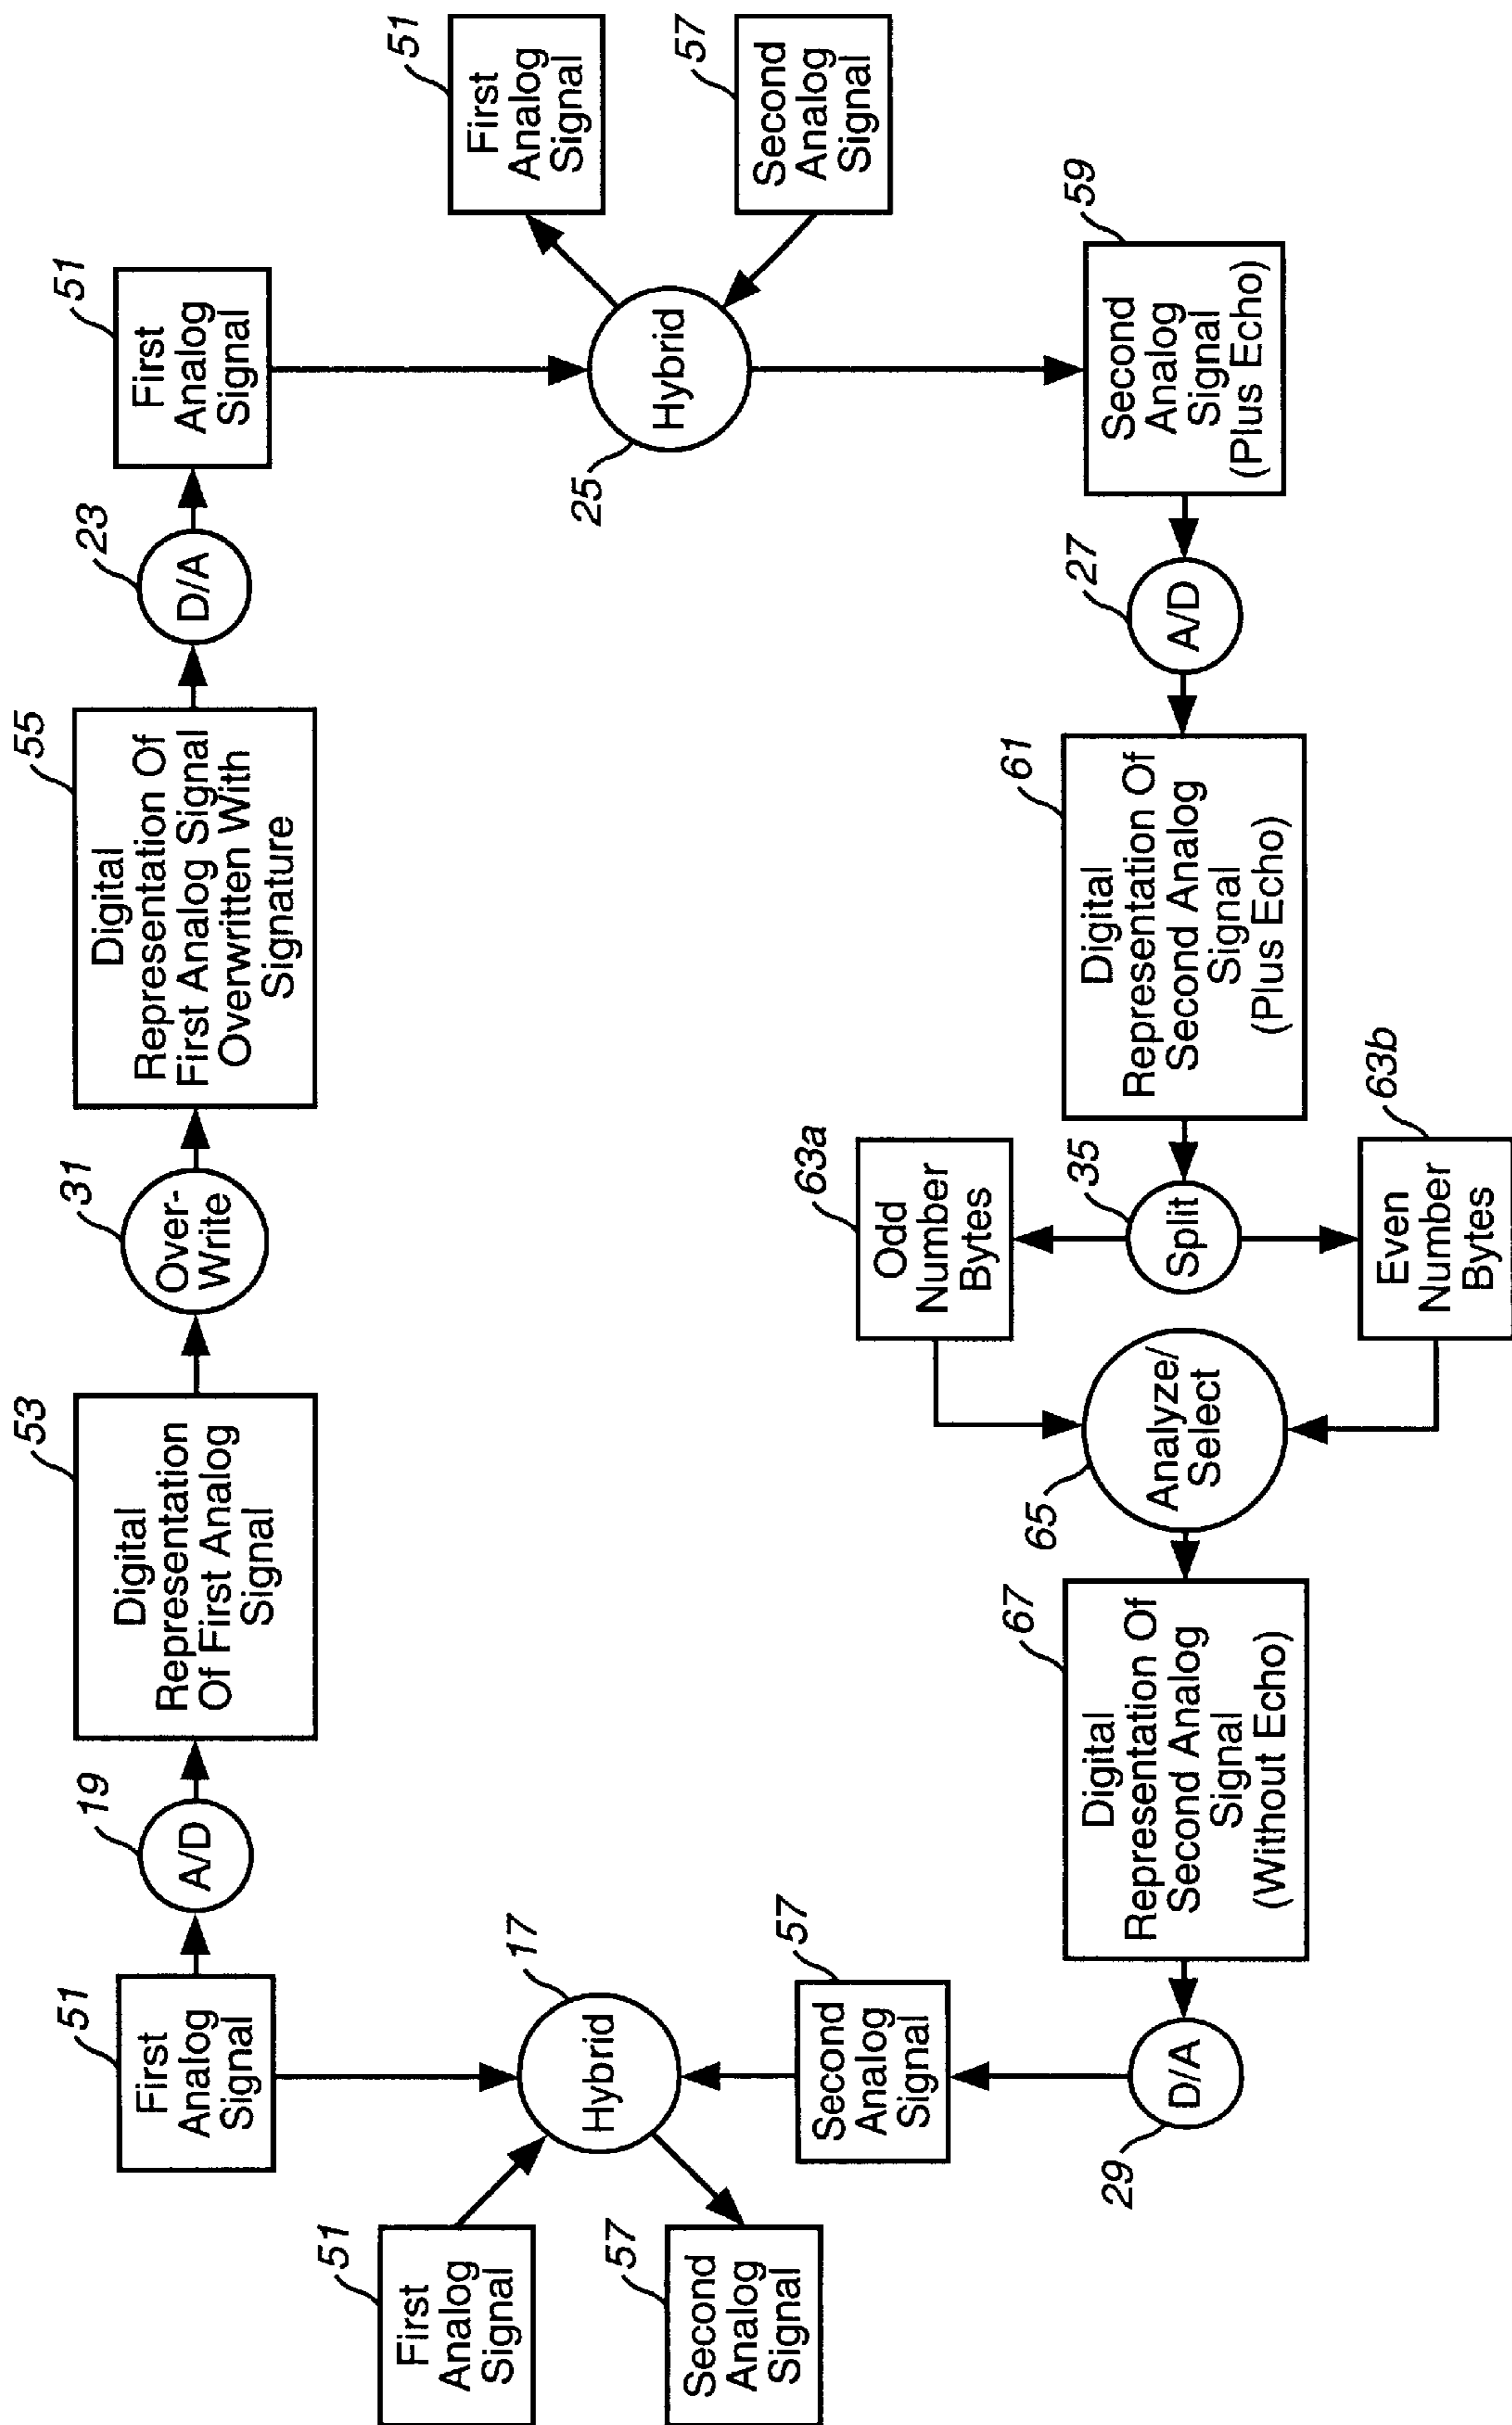 51
First
Analog
Signal
19
A/D
53
Digital
Representation
Of First Analog
Signal
31
Over-
Write
55
Digital
Representation Of
First Analog Signal
Overwritten With
Signature
23
D/A
51
First
Analog
Signal
51
First
Analog
Signal
57
Second
Analog
Signal
17
Hybrid
25
Hybrid
51
First
Analog
Signal
57
Second
Analog
Signal
57
Second
Analog
Signal
29
D/A
67
Digital
Representation Of
Second Analog
Signal
(Without Echo)
65
Analyze/
Select
63a
Odd
Number
Bytes
35
Split
63b
Even
Number
Bytes
61
Digital
Representation Of
Second Analog
Signal
(Plus Echo)
27
A/D
59
Second
Analog
Signal
(Plus Echo)